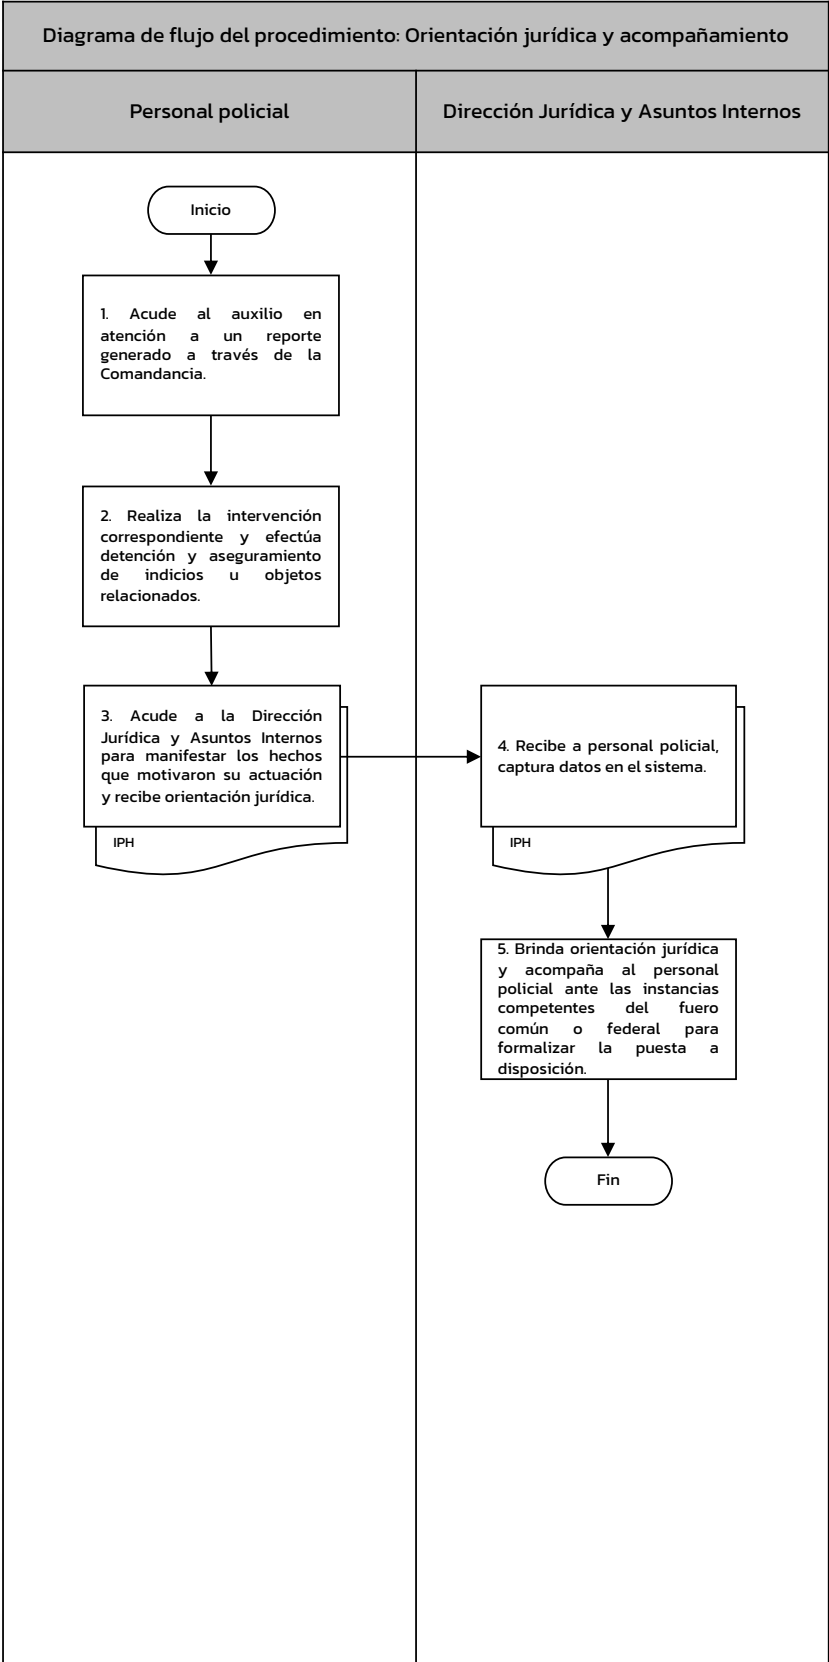 Diagrama de flujo del procedimiento: Orientación jurídica y acompañamiento
Personal policial
Dirección Jurídica y Asuntos Internos
Inicio
1. Acude al auxilio en
atención a un reporte
generado a través de la
Comandancia.
2. Realiza la intervención
correspondiente y efectúa
detención y aseguramiento
de indicios u objetos
relacionados.
3. Acude a la Dirección
Jurídica y Asuntos Internos
para manifestar los hechos
que motivaron su actuación
y recibe orientación jurídica.
IPH
4. Recibe a personal policial,
captura datos en el sistema.
IPH
5. Brinda orientación jurídica
y acompaña al personal
policial ante las instancias
competentes del fuero
común o federal para
formalizar la puesta a
disposición.
Fin